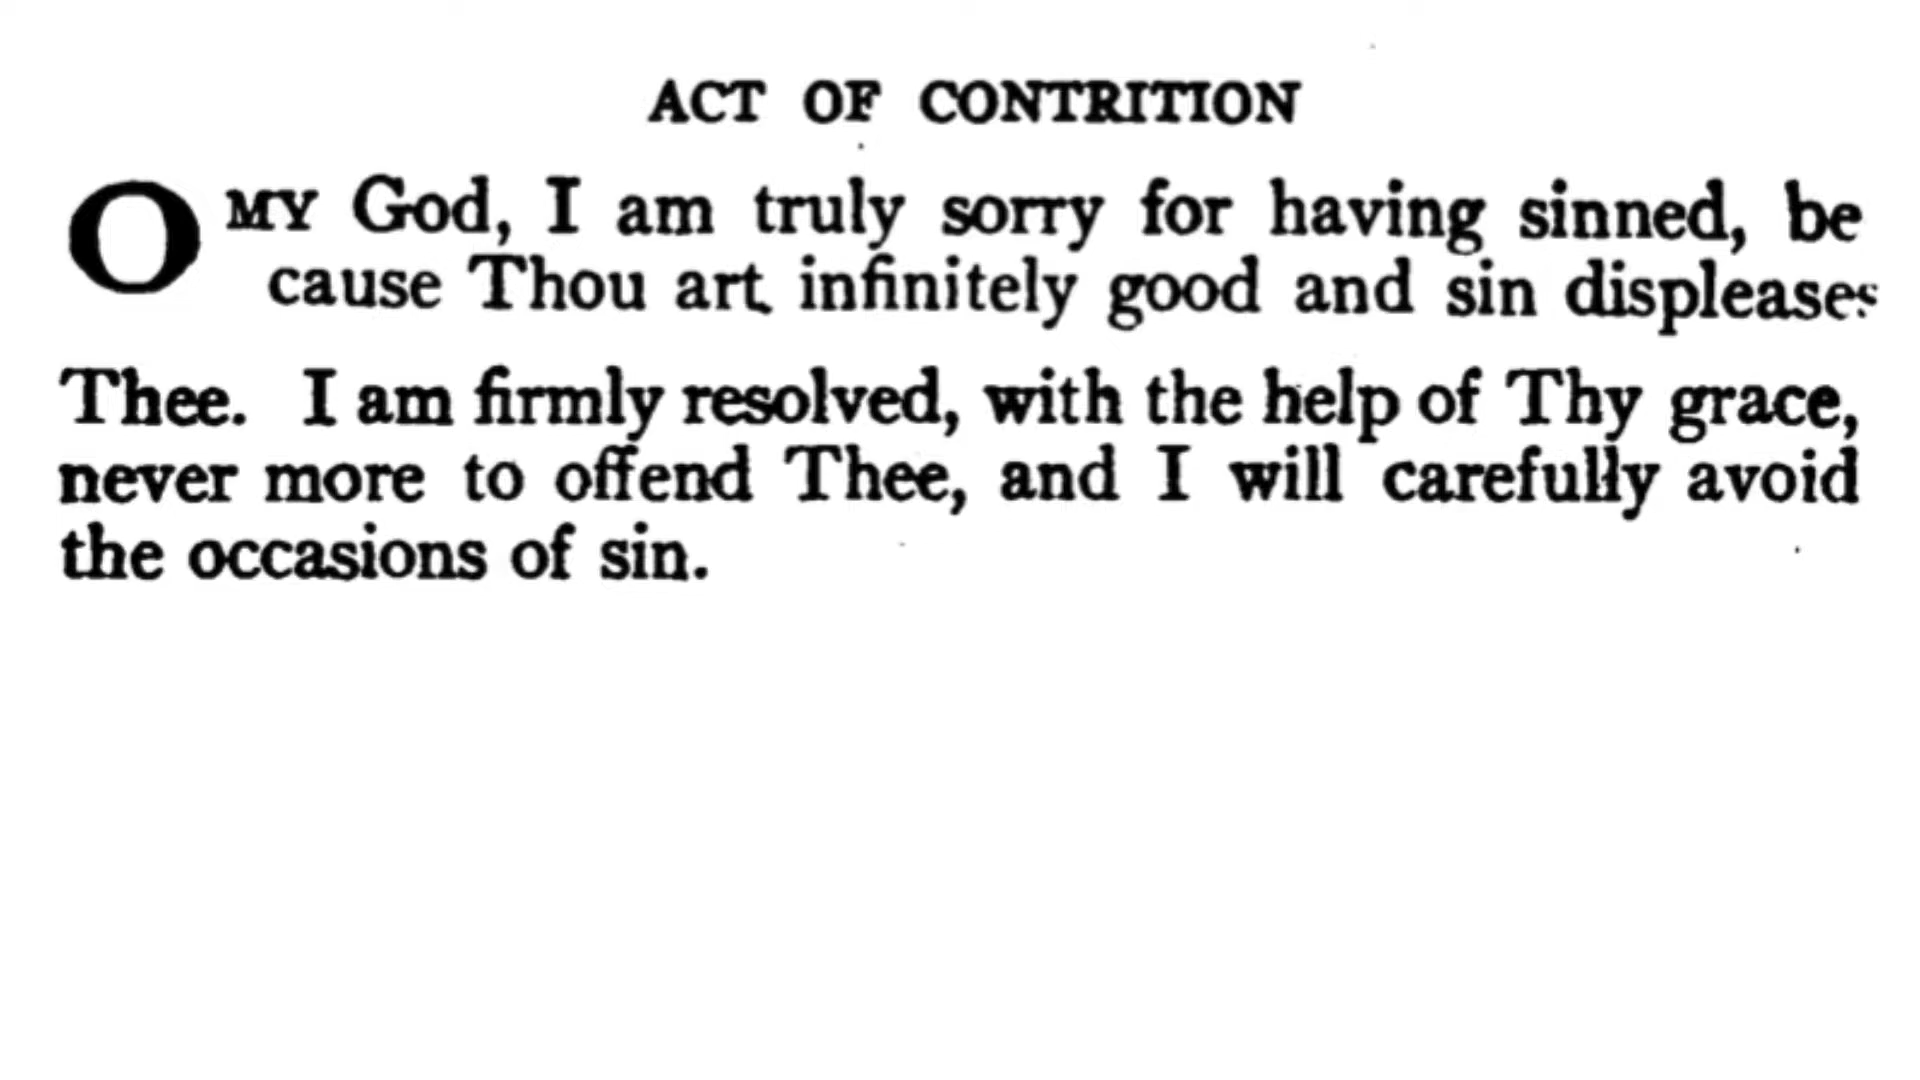 ACT OF CONTRITION
O MY God, I am truly sorry for having sinned, be
cause Thou art infinitely good and sin displeases
Thee. I am firmly resolved, with the help of Thy grace,
never more to offend Thee, and I will carefully avoid
the occasions of sin.